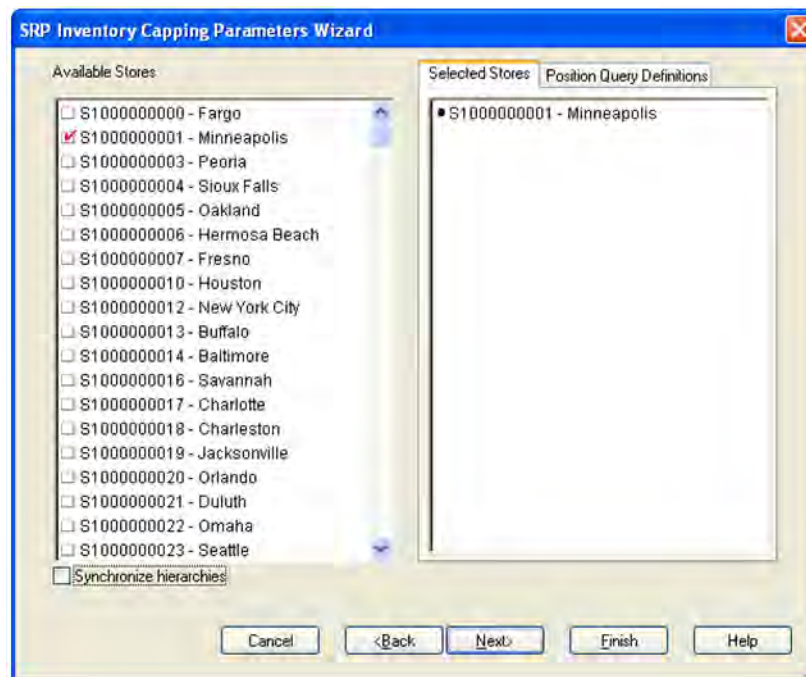 SRP Inventory Capping Parameters Wizard
Available Stores
S1000000000 - Fargo
S1000000001 - Minneapolis
S1000000003 - Peoria
S1000000004 - Sioux Falls
S1000000005 - Oakland
S1000000006 - Hermosa Beach
S1000000007 - Fresno
S1000000010 - Houston
S1000000012 - New York City
S1000000013 - Buffalo
S1000000014 - Baltimore
S1000000016 - Savannah
S1000000017 - Charlotte
S1000000018 - Charleston
S1000000019 - Jacksonville
S1000000020 - Orlando
S1000000021 - Duluth
S1000000022 - Omaha
S1000000023 - Seattle
Synchronize hierarchies
Selected Stores Position Query Definitions
S1000000001 - Minneapolis
Cancel <Back Next> Finish Help